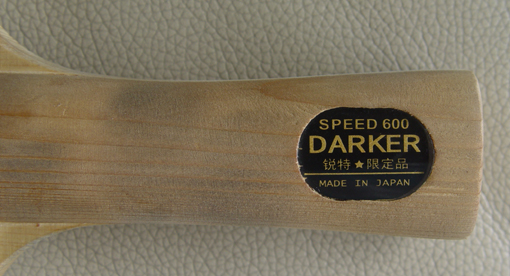 SPEED 600
DARKER
锐特★限定品
MADE IN JAPAN